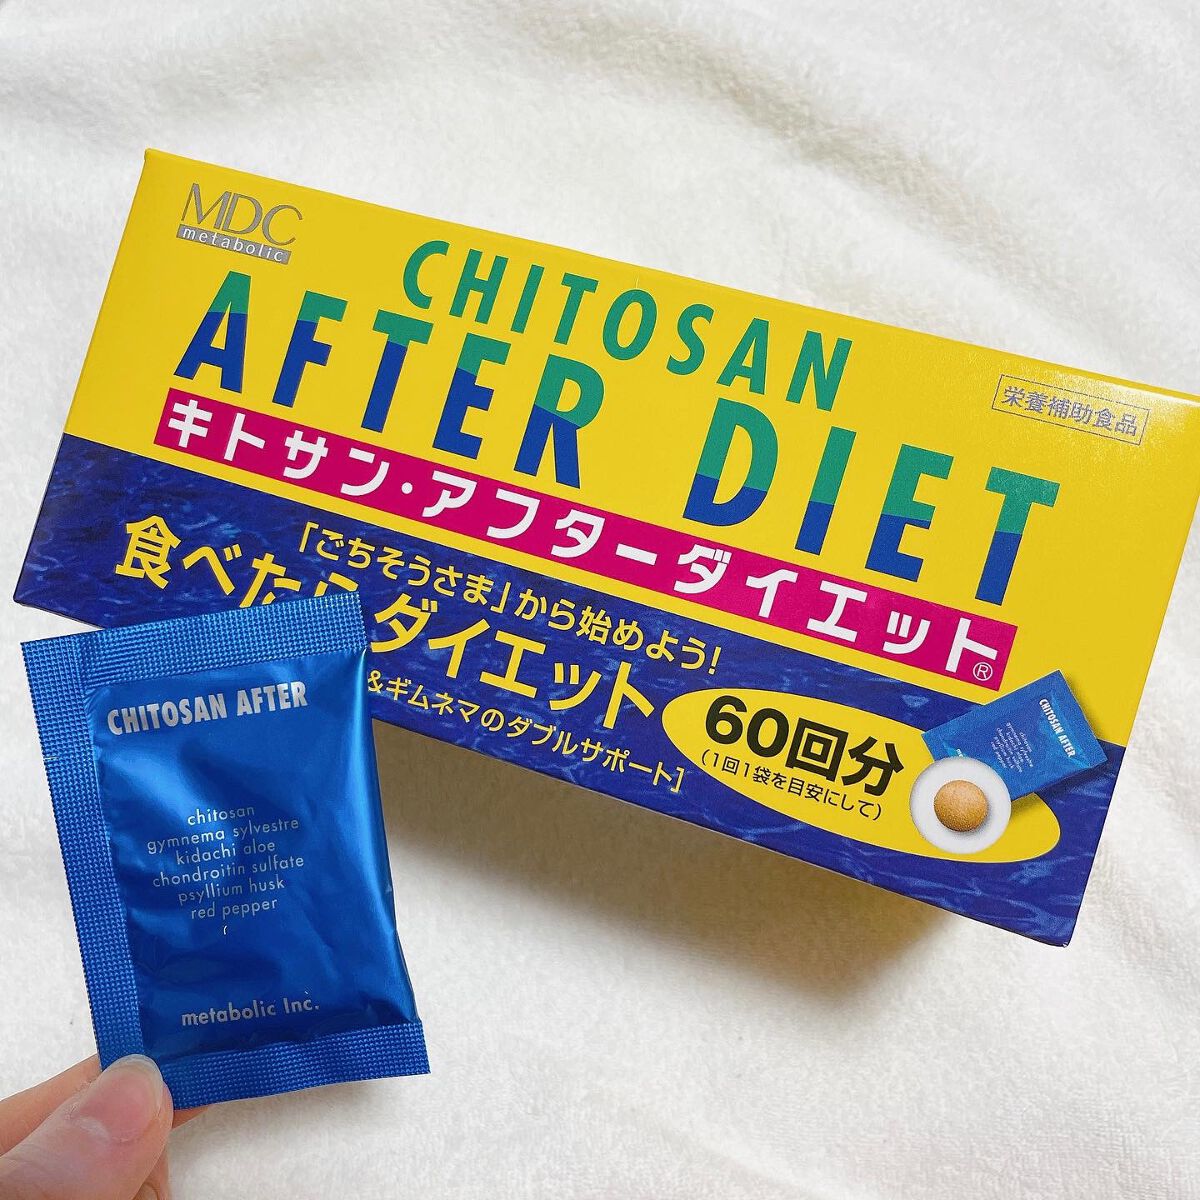 MDC
metabolic
CHITOSAN
AFTER DIET
栄養補助食品
キトサン・アフターダイエット®
「ごちそうさま」から始めよう!
食べたらダイエット
&ギムネマのダブルサポート]
60回分
(1回1袋を目安にして)
CHITOSAN AFTER
CHITOSAN AFTER
chitosan
gymnema sylvestre
kidachi aloe
chondroitin sulfate
psyllium husk
red pepper
metabolic Inc.